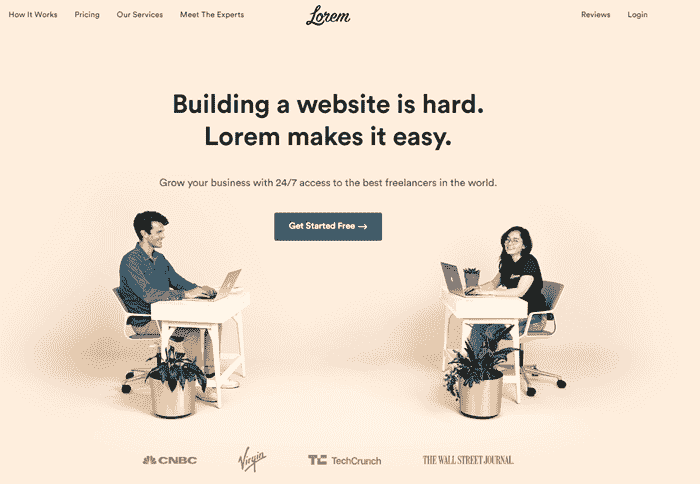 How It Works
Pricing
Our Services
Meet The Experts
Lorem
Reviews
Login
Building a website is hard.
Lorem makes it easy.
Grow your business with 24/7 access to the best freelancers in the world.
Get Started Free →
CNBC
Virgin
TC TechCrunch
THE WALL STREET JOURNAL.